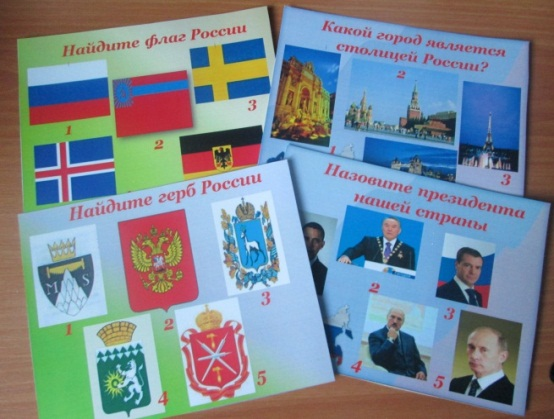 Найдите флаг России
1
2
3
Какой город является
столицей России?
2
3
Найдите герб России
M S
1
2
3
4
5
Назовите президента
нашей страны
2
3
4
5